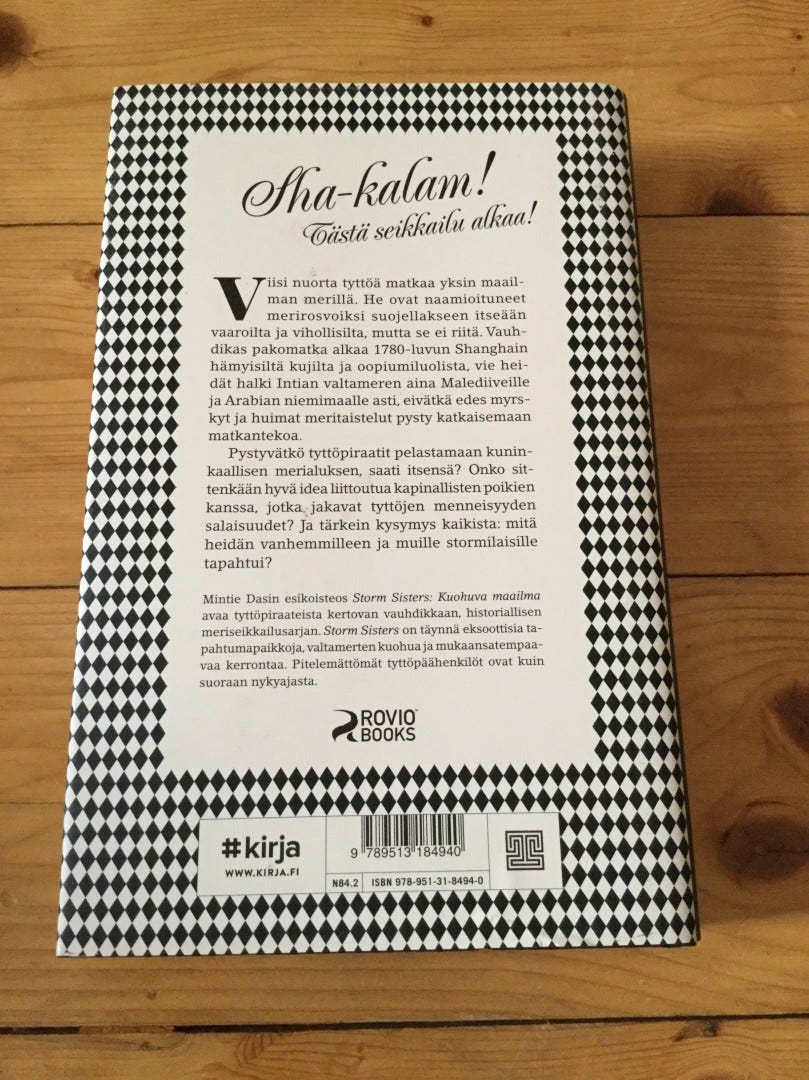 Sha-kalam!
Tästä seikkailu alkaa!
Viisi nuorta tyttöä matkaa yksin maail-
man merillä. He ovat naamioituneet
merirosvoiksi suojellakseen itseään
vaaroilta ja vihollisilta, mutta se ei riitä. Vauh-
dikas pakomatka alkaa 1780-luvun Shanghain
hämyisiltä kujilta ja oopiumiluolista, vie hei-
dät halki Intian valtameren aina Malediiveille
ja Arabian niemimaalle asti, eivätkä edes myrs-
kyt ja huimat meritaistelut pysty katkaisemaan
matkantekoa.
Pystyvätkö tyttöpiraatit pelastamaan kunin-
kaallisen merialuksen, saati itsensä? Onko sit-
tenkään hyvä idea liittoutua kapinallisten poikien
kanssa, jotka jakavat tyttöjen menneisyyden
salaisuudet? Ja tärkein kysymys kaikista: mitä
heidän vanhemmilleen ja muille stormilaisille
tapahtui?
Mintie Dasin esikoisteos Storm Sisters: Kuohuva maailma
avaa tyttöpiraateista kertovan vauhdikkaan, historiallisen
meriseikkailusarjan. Storm Sisters on täynnä eksoottisia ta-
pahtumapaikkoja, valtamerten kuohua ja mukaansatempaa-
vaa kerrontaa. Pitelemättömät tyttöpäähenkilöt ovat kuin
suoraan nykyajasta.
ROVIO™
BOOKS
#kirja
WWW.KIRJA.FI
9 789513 184940
N84.2 ISBN 978-951-31-8494-0